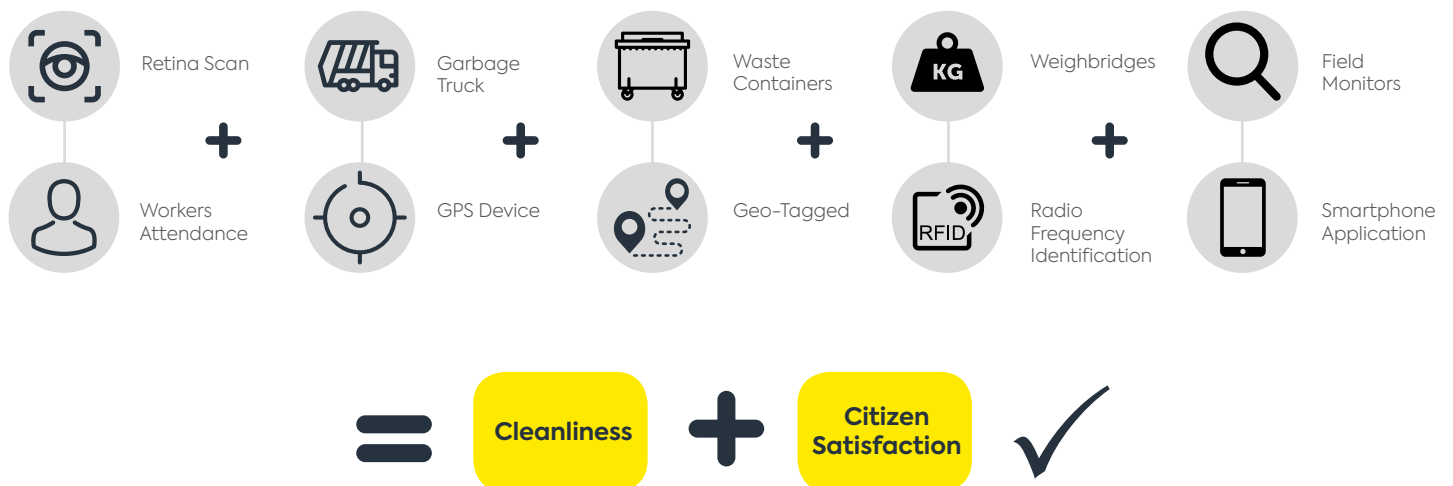 Retina Scan
Garbage
Truck
Waste
Containers
KG
Weighbridges
Field
Monitors
Workers
Attendance
GPS Device
Geo-Tagged
RFID
Radio
Frequency
Identification
Smartphone
Application
Cleanliness
Citizen
Satisfaction